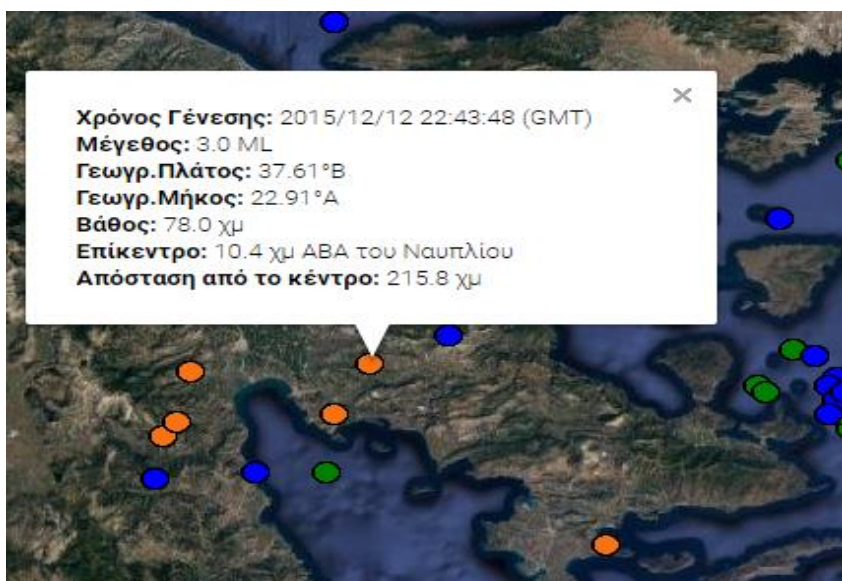 Χρόνος Γένεσης: 2015/12/12 22:43:48 (GMT)
Μέγεθος: 3.0 ML
Γεωγρ.Πλάτος: 37.61°Β
Γεωγρ.Μήκος: 22.91°Α
Βάθος: 78.0 χμ
Επίκεντρο: 10.4 χμ ΑΒΑ του Ναυπλίου
Απόσταση από το κέντρο: 215.8 χμ